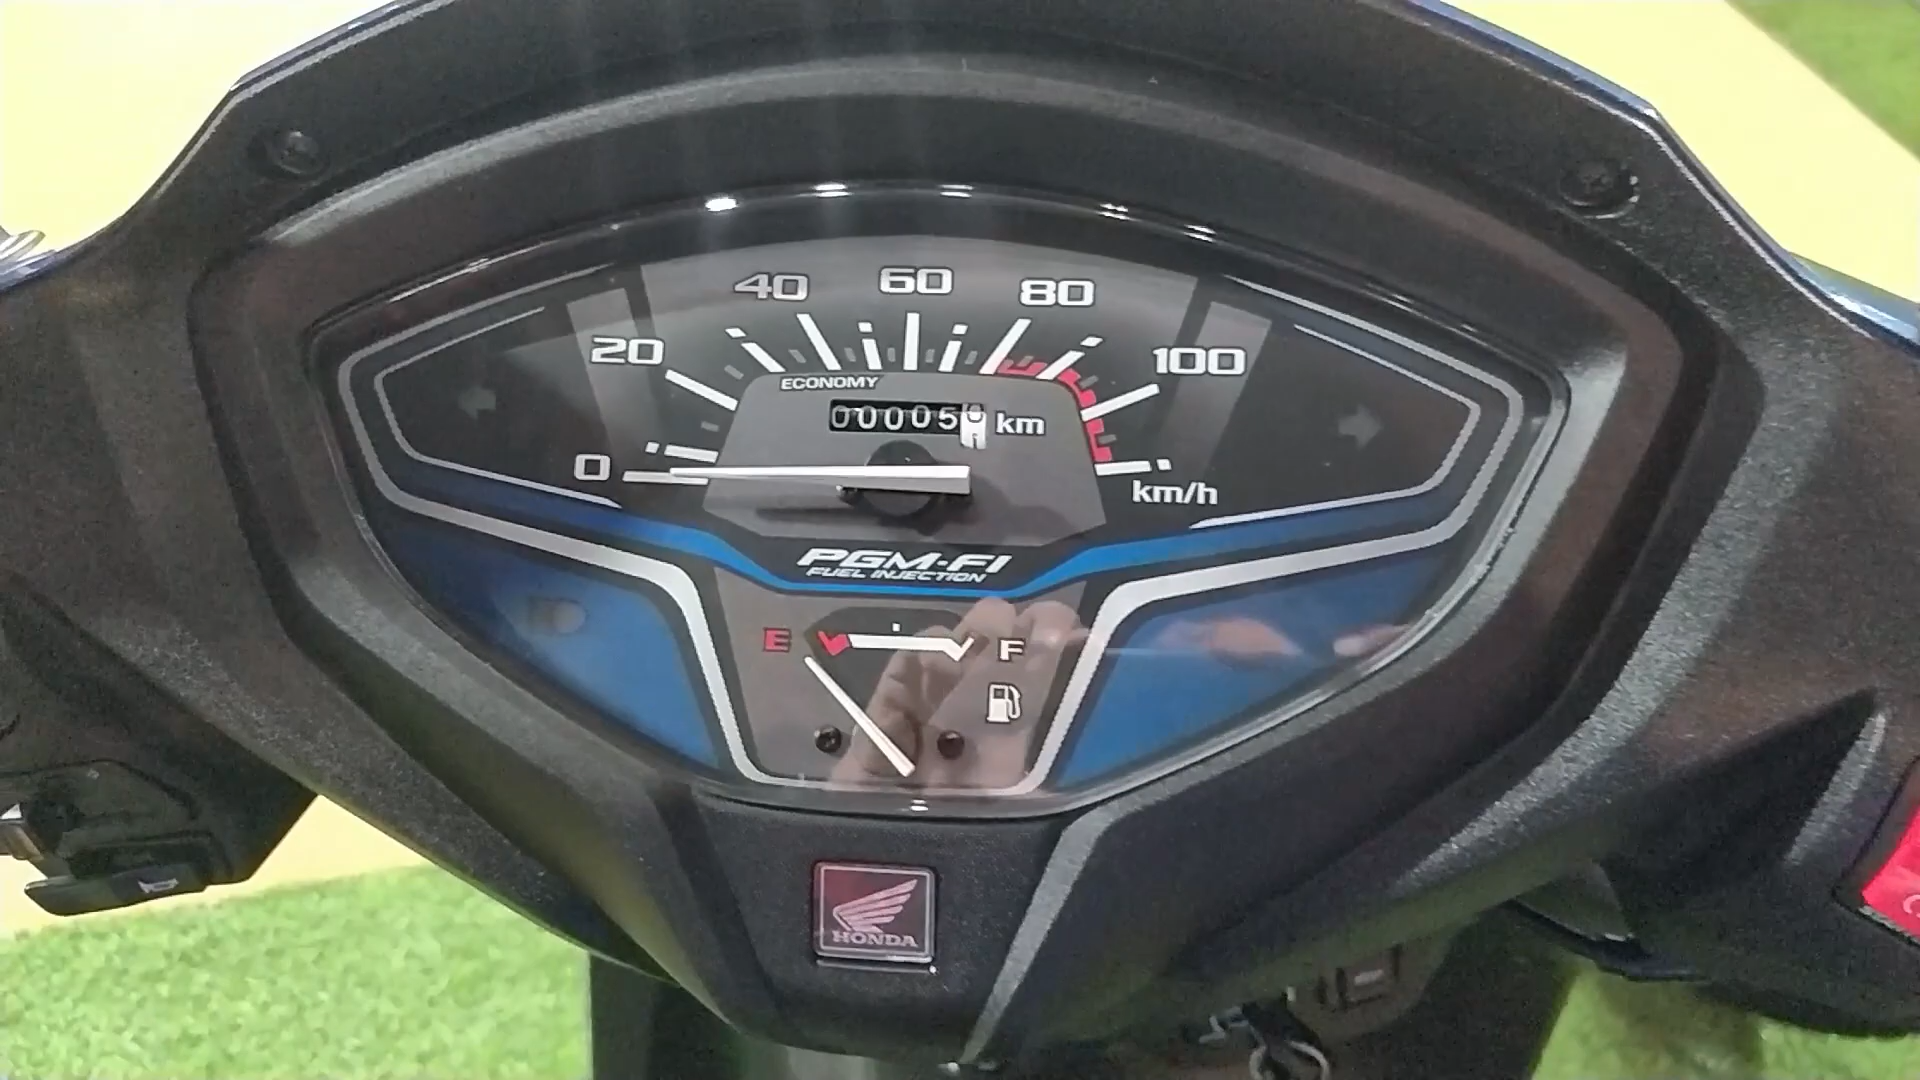 40 60 80
20 100
ECONOMY
00005 km
0
km/h
PGM-FI
FUEL INJECTION
E F
HONDA